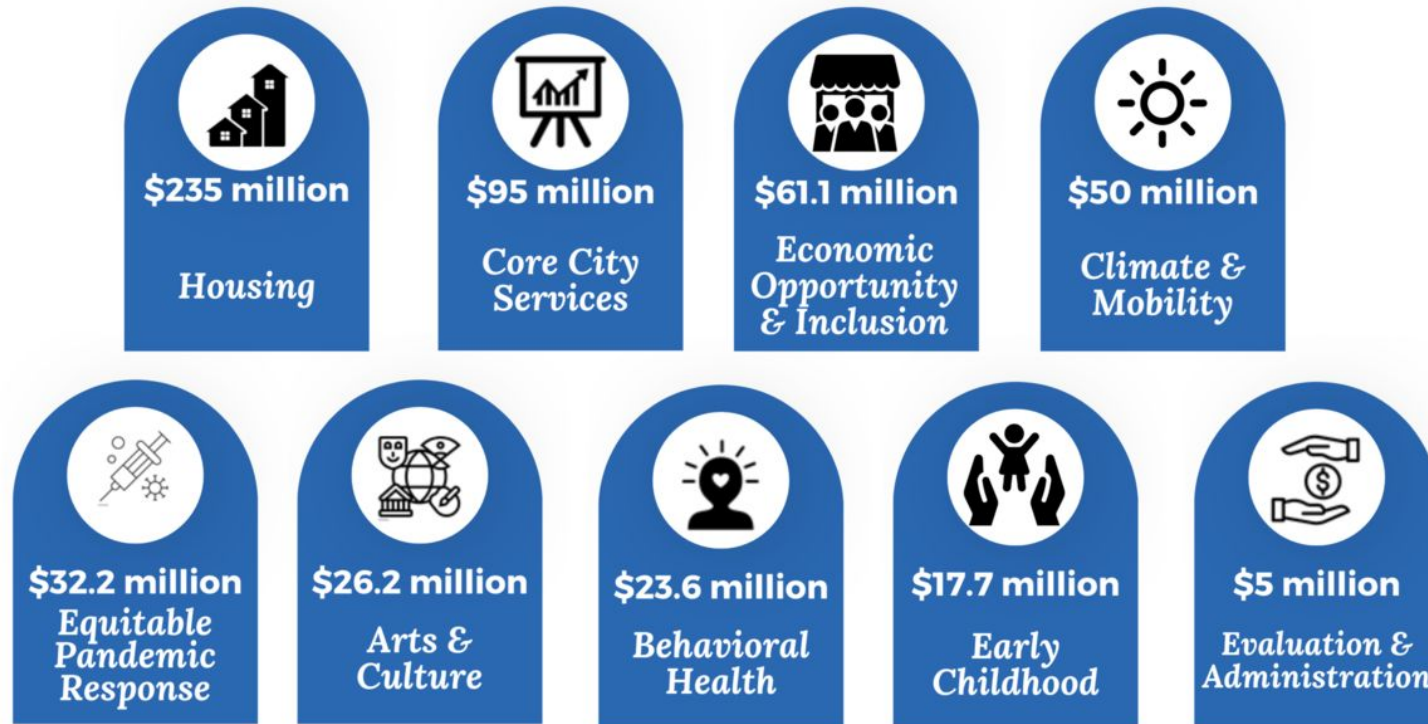 $235 million
Housing
$95 million
Core City
Services
$61.1 million
Economic
Opportunity
& Inclusion
$50 million
Climate &
Mobility
$32.2 million
Equitable
Pandemic
Response
$26.2 million
Arts &
Culture
$23.6 million
Behavioral
Health
$17.7 million
Early
Childhood
$5 million
Evaluation &
Administration